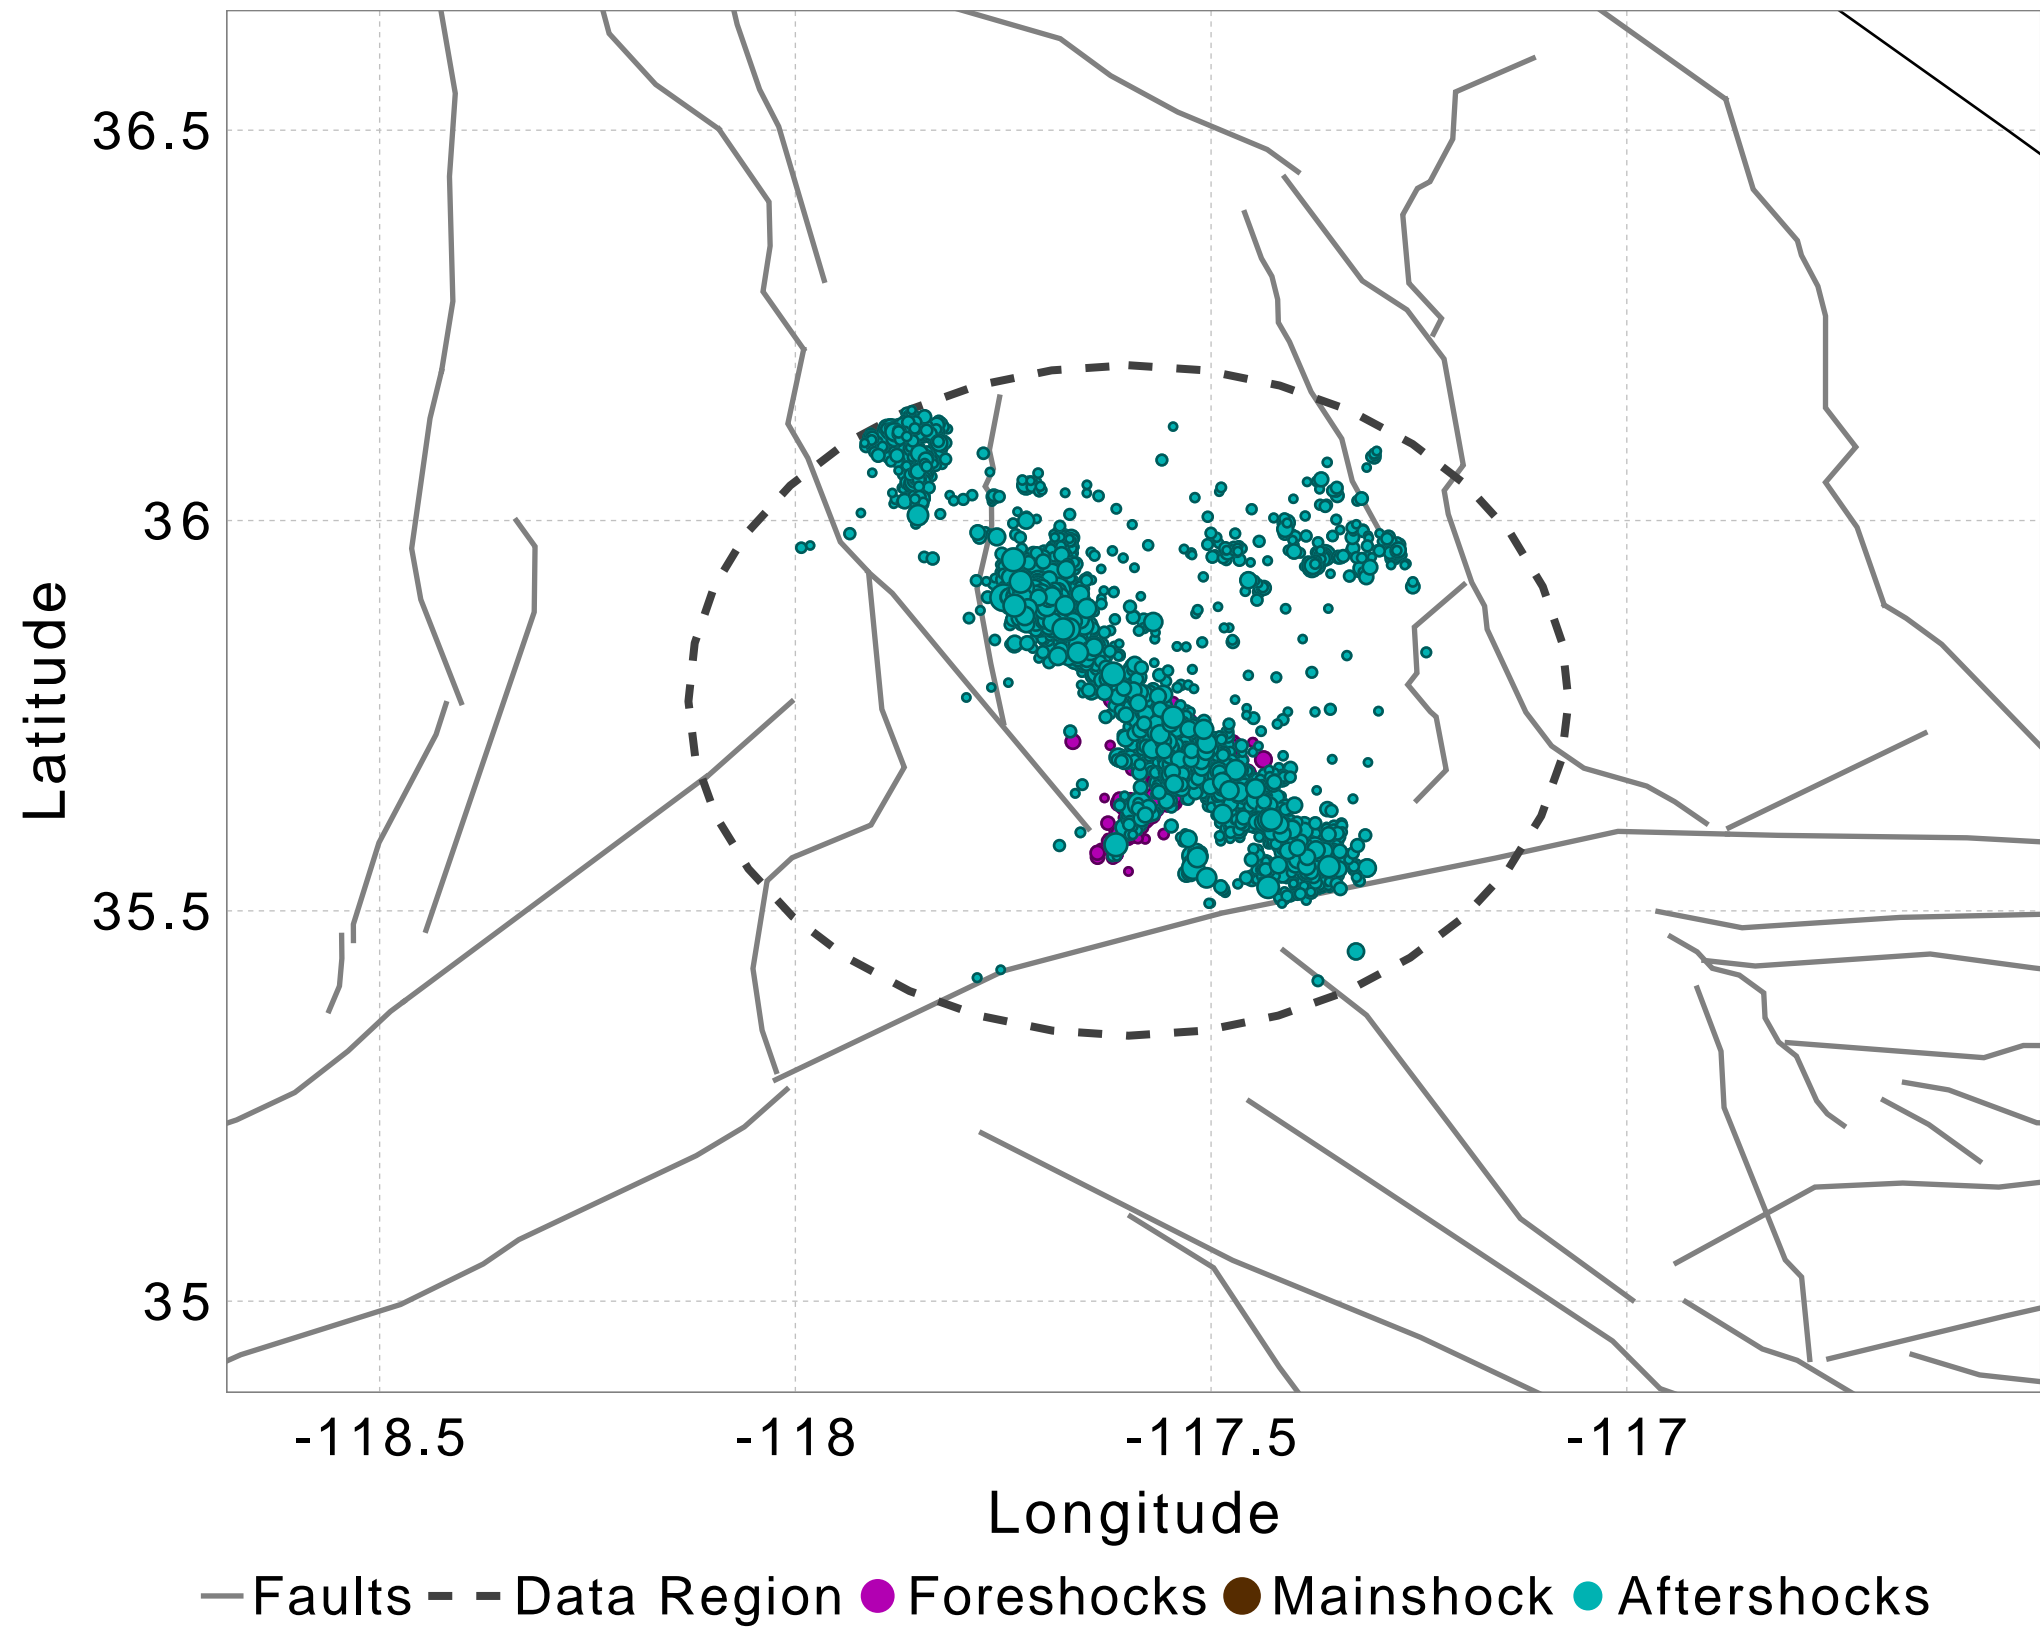 36.5
36
35.5
35
Latitude
-118.5 -118 -117.5 -117
Longitude
Faults Data Region Foreshocks Mainshock Aftershocks